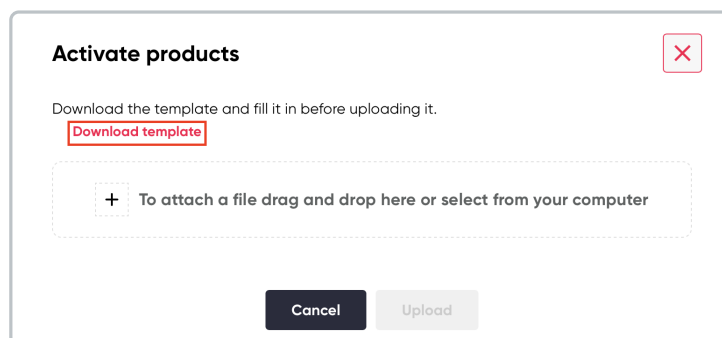 Activate products
Download the template and fill it in before uploading it.
Download template
To attach a file drag and drop here or select from your computer
Cancel
Upload